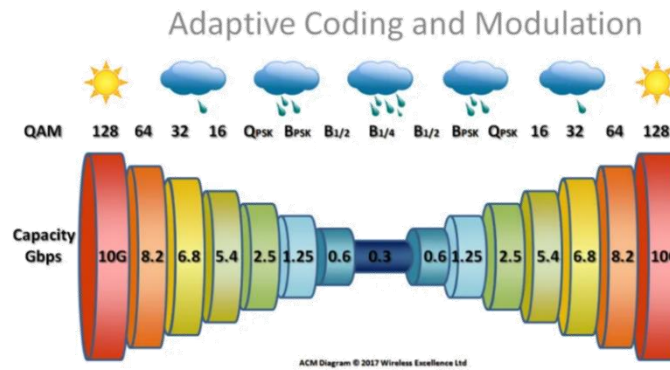 Adaptive Coding and Modulation
QAM 128 64 32 16 QPSK BPSK B1/2 B1/4 B1/2 BPSK QPSK 16 32 64 128
Capacity
Gbps
10G 8.2 6.8 5.4 2.5 1.25 0.6 0.3 0.6 1.25 2.5 5.4 6.8 8.2 10
ACM Diagram © 2017 Wireless Excellence Ltd